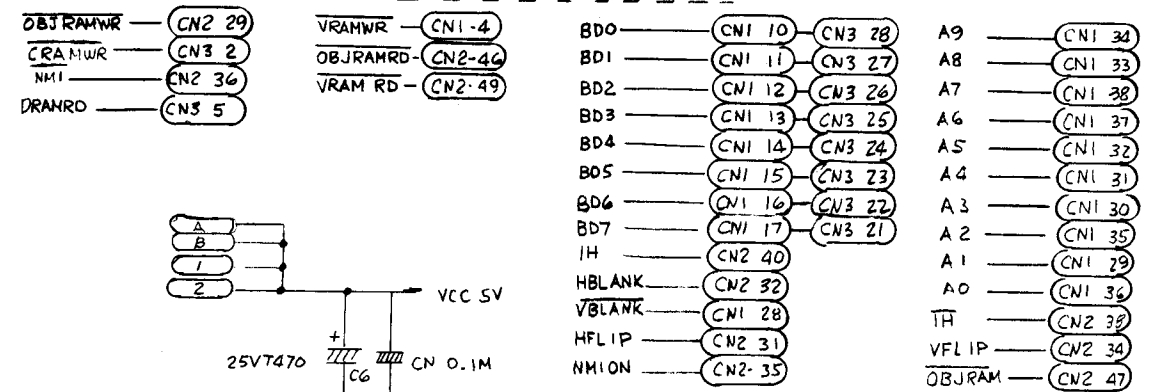 OBJRAMWR CN2 29
CRAMWR CN3 2
NMI CN2 36
DRAMRD CN3 5
VRAMWR CN1-4
OBJRAMRD CN2-46
VRAM RD CN2-49
A
B
1
2
VCC 5V
+
25VT470
C6
CN 0.1M
BD0 CN1 10 CN3 28
BD1 CN1 11 CN3 27
BD2 CN1 12 CN3 26
BD3 CN1 13 CN3 25
BD4 CN1 14 CN3 24
BD5 CN1 15 CN3 23
BD6 CN1 16 CN3 22
BD7 CN1 17 CN3 21
1H CN2 40
HBLANK CN2 32
VBLANK CN1 28
HFLIP CN2 31
NMION CN2-35
A9 CN1 34
A8 CN1 33
A7 CN1 38
A6 CN1 37
A5 CN1 32
A4 CN1 31
A3 CN1 30
A2 CN1 35
A1 CN1 29
A0 CN1 36
1H CN2
VFLIP CN2 34
OBJRAM CN2 47